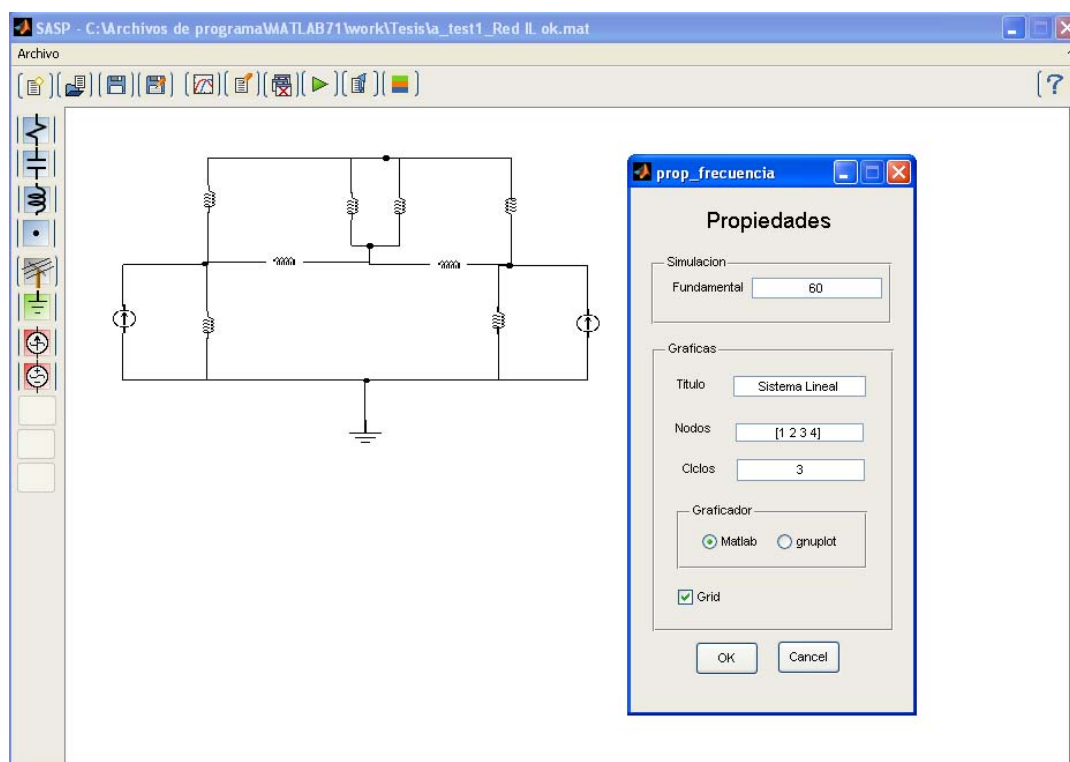 SASP - C:\Archivos de programa\MATLAB71\work\Tesis\a_test1_Red IL ok.mat
Archivo
prop_frecuencia
Propiedades
Simulacion
Fundamental 60
Graficas
Titulo Sistema Lineal
Nodos [1 2 3 4]
Ciclos 3
Graficador
Matlab gnuplot
Grid
OK Cancel